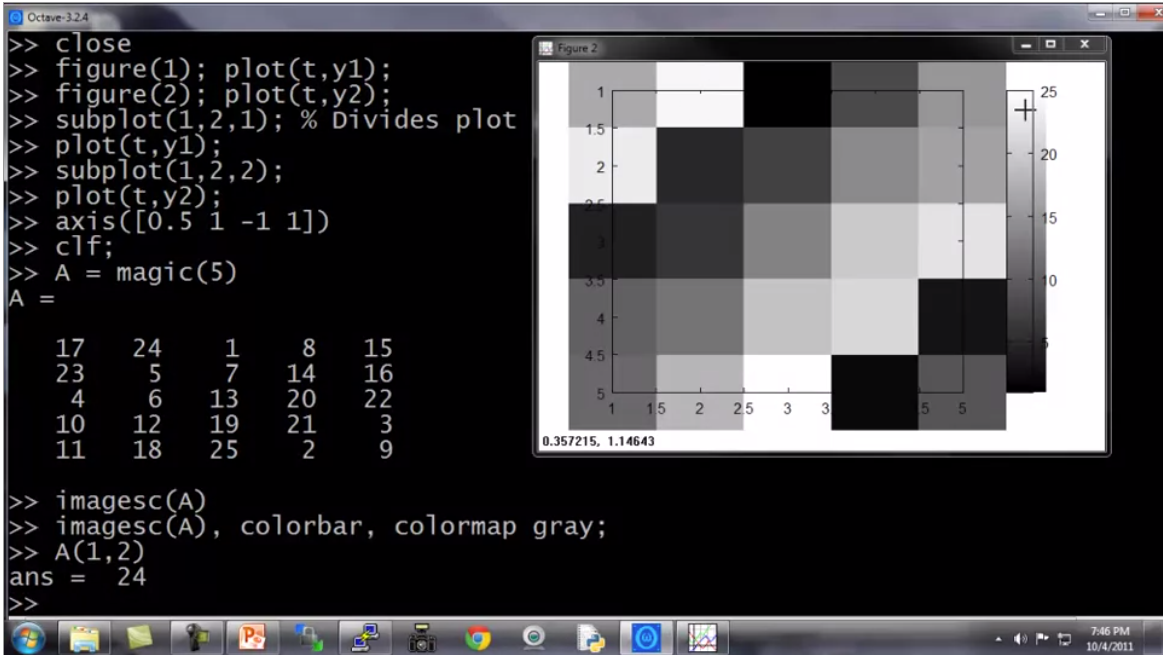 Octave-3.2.4
>> close
>> figure(1); plot(t,y1);
>> figure(2); plot(t,y2);
>> subplot(1,2,1); % Divides plot
>> plot(t,y1);
>> subplot(1,2,2);
>> plot(t,y2);
>> axis([0.5 1 -1 1])
>> clf;
>> A = magic(5)
A =
17 24 1 8 15
23 5 7 14 16
4 6 13 20 22
10 12 19 21 3
11 18 25 2 9
>> imagesc(A)
>> imagesc(A), colorbar, colormap gray;
>> A(1,2)
ans = 24
>>
Figure 2
1
1.5
2
2.5
3
3.5
4
4.5
5
1 1.5 2 2.5 3 3 .5 5
25
20
15
10
5
0.357215, 1.14643
7:46 PM
10/4/2011